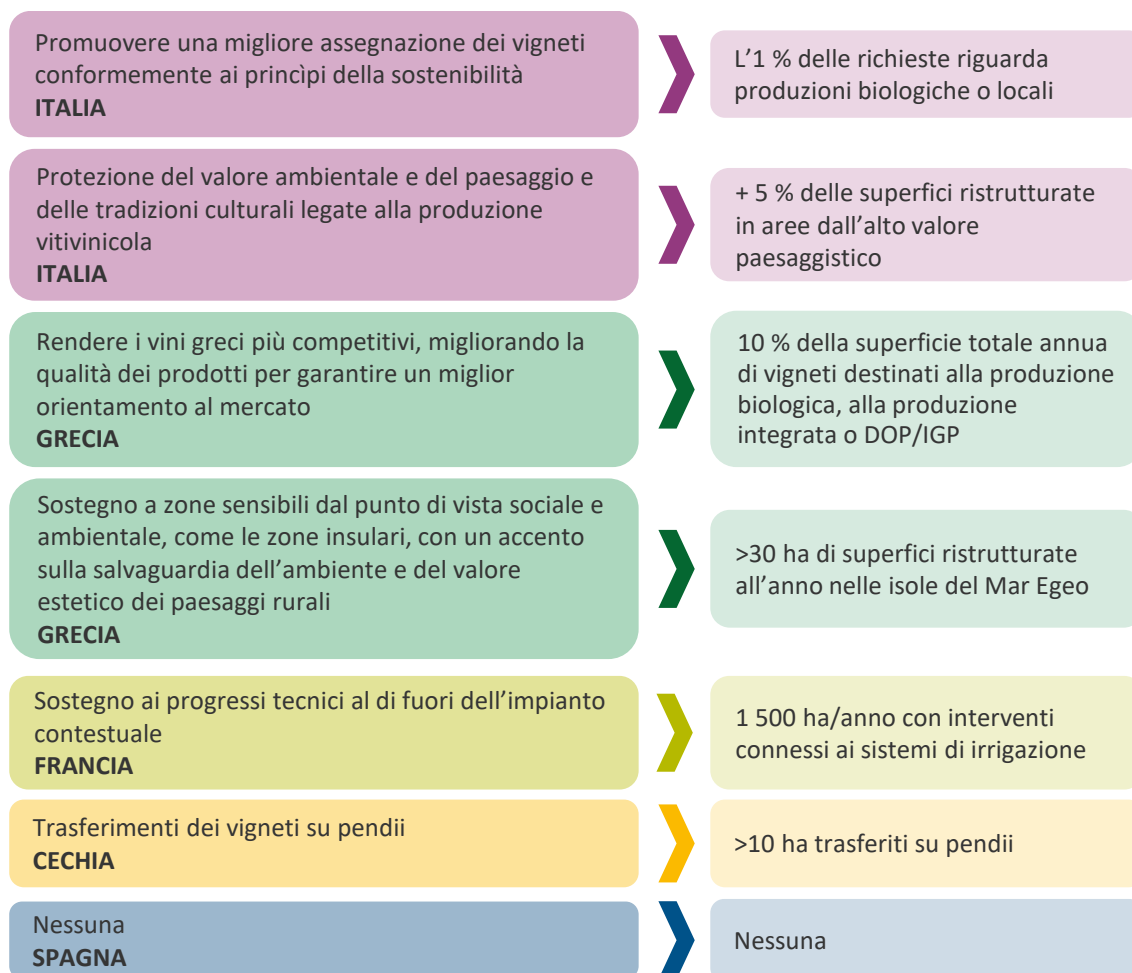 Promuovere una migliore assegnazione dei vigneti
conformemente ai princìpi della sostenibilità
ITALIA
L'1 % delle richieste riguarda
produzioni biologiche o locali
Protezione del valore ambientale e del paesaggio e
delle tradizioni culturali legate alla produzione
vitivinicola
ITALIA
+ 5 % delle superfici ristrutturate
in aree dall'alto valore
paesaggistico
Rendere i vini greci più competitivi, migliorando la
qualità dei prodotti per garantire un miglior
orientamento al mercato
GRECIA
10 % della superficie totale annua
di vigneti destinati alla produzione
biologica, alla produzione
integrata o DOP/IGP
Sostegno a zone sensibili dal punto di vista sociale e
ambientale, come le zone insulari, con un accento
sulla salvaguardia dell'ambiente e del valore
estetico dei paesaggi rurali
GRECIA
>30 ha di superfici ristrutturate
all'anno nelle isole del Mar Egeo
Sostegno ai progressi tecnici al di fuori dell'impianto
contestuale
FRANCIA
1 500 ha/anno con interventi
connessi ai sistemi di irrigazione
Trasferimenti dei vigneti su pendii
CECHIA
>10 ha trasferiti su pendii
Nessuna
SPAGNA
Nessuna